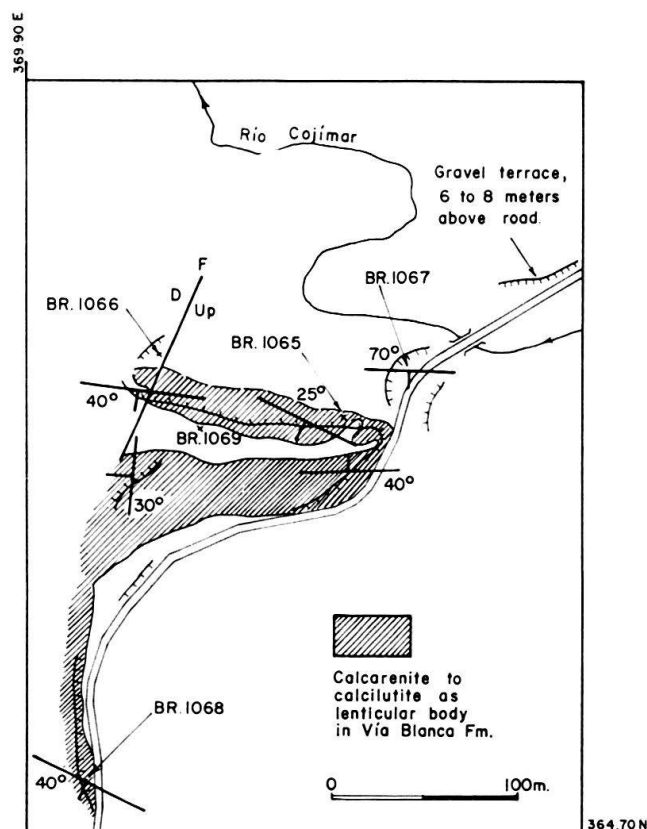 369.90 E
Río Cojímar
Gravel terrace,
6 to 8 meters
above road.
BR.1067
F
D
Up
BR.1066
BR.1065
70°
25°
40°
BR.1069
40°
30°
Calcarenite to
calcilutite as
lenticular body
in Vía Blanca Fm.
BR.1068
40°
0 100m.
364.70 N